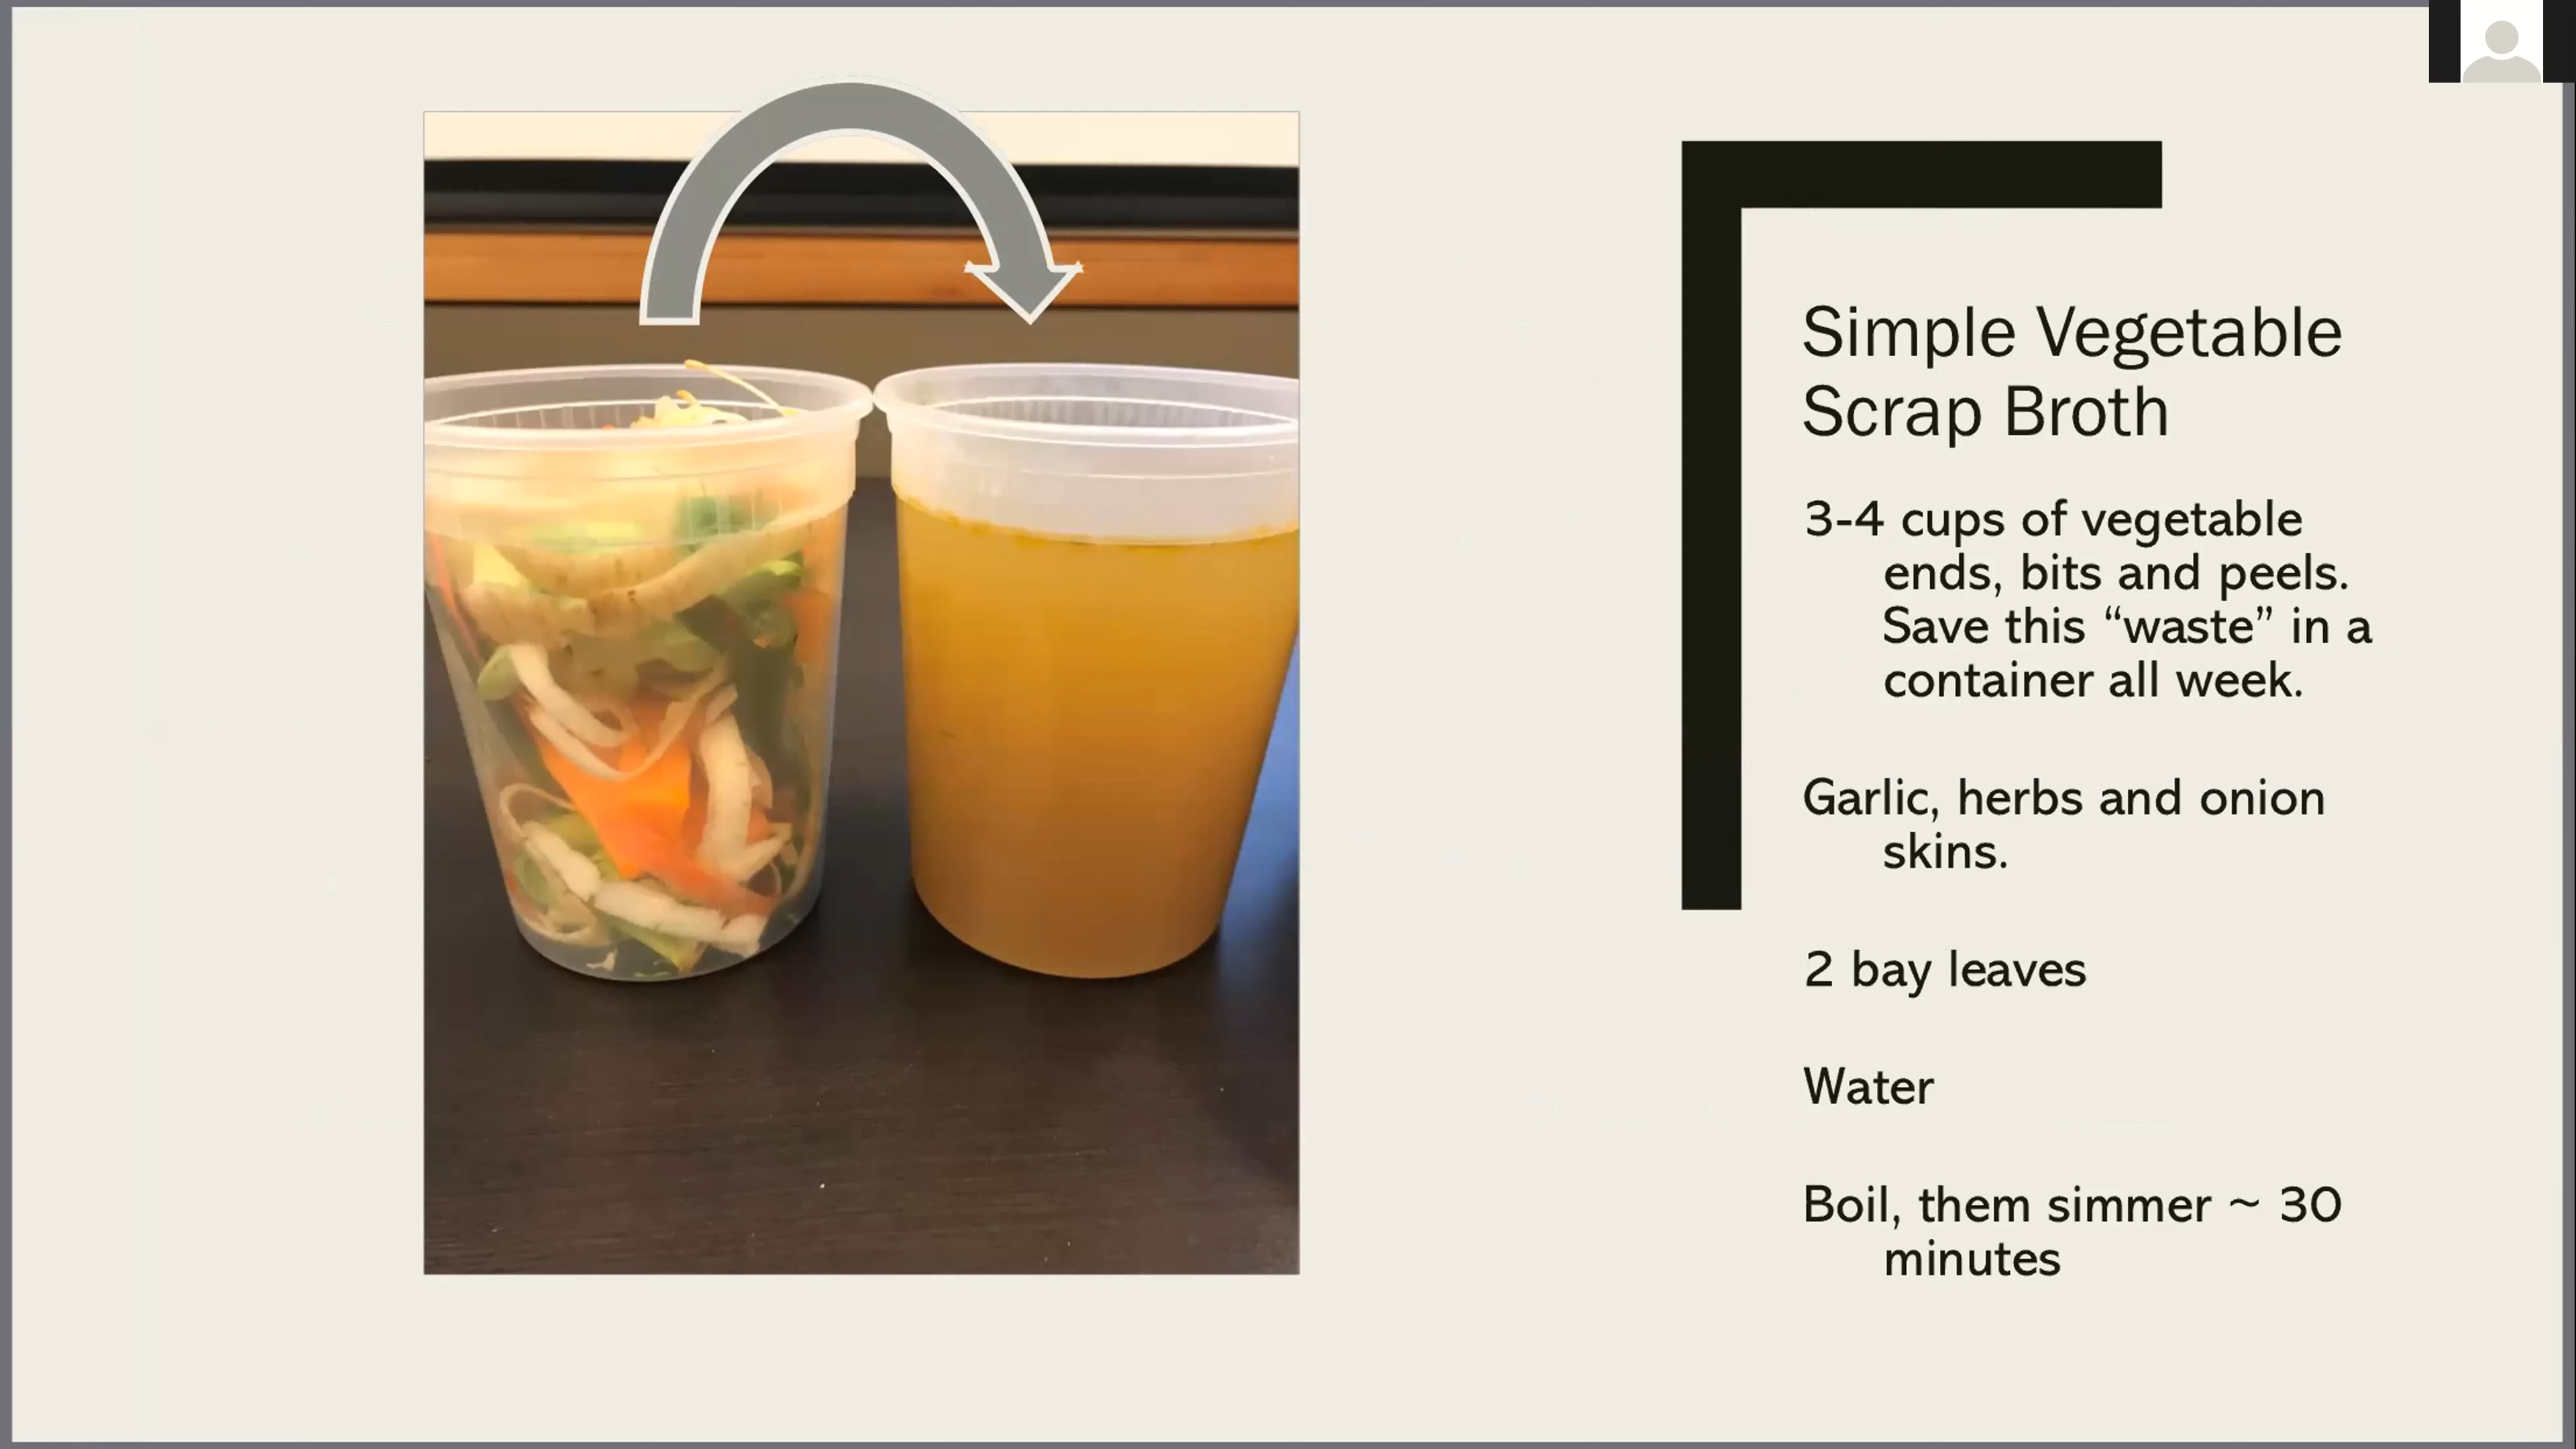 Simple Vegetable
Scrap Broth
3-4 cups of vegetable
ends, bits and peels.
Save this “waste” in a
container all week.
Garlic, herbs and onion
skins.
2 bay leaves
Water
Boil, them simmer ~ 30
minutes